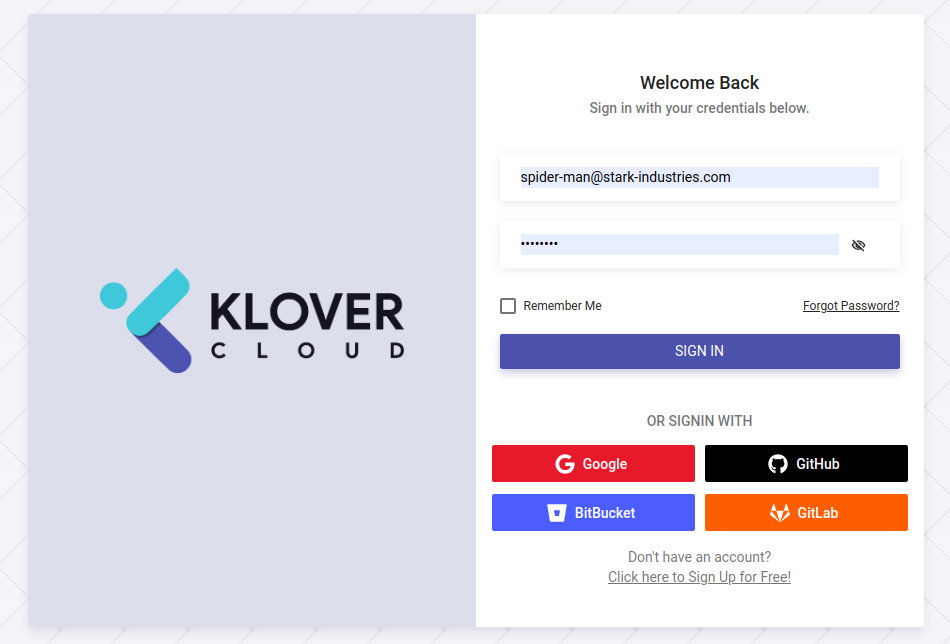 KLOVER
CLOUD
Welcome Back
Sign in with your credentials below.
spider-man@stark-industries.com
••••••••
Remember Me
Forgot Password?
SIGN IN
OR SIGNIN WITH
Google
GitHub
BitBucket
GitLab
Don't have an account?
Click here to Sign Up for Free!